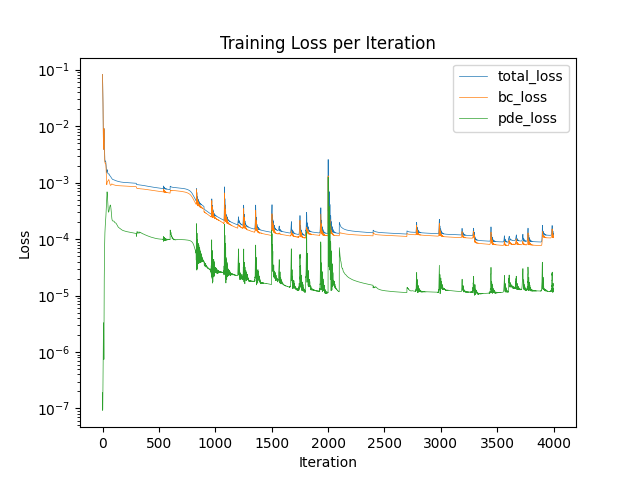 Training Loss per Iteration
total_loss
bc_loss
pde_loss
10⁻¹
10⁻²
10⁻³
10⁻⁴
10⁻⁵
10⁻⁶
10⁻⁷
Loss
0 500 1000 1500 2000 2500 3000 3500 4000
Iteration